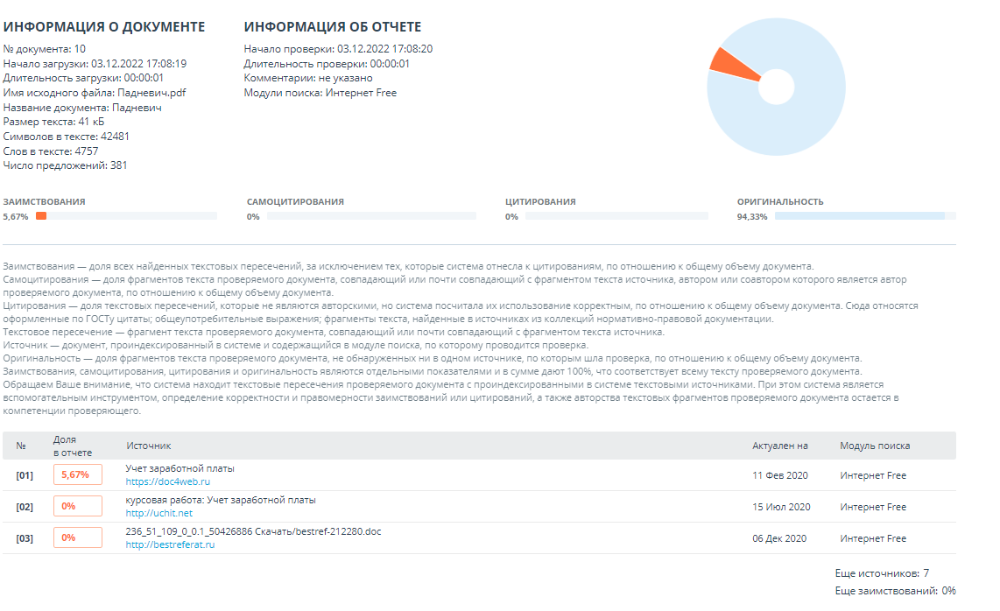 ИНФОРМАЦИЯ О ДОКУМЕНТЕ
№ документа: 10
Начало загрузки: 03.12.2022 17:08:19
Длительность загрузки: 00:00:01
Имя исходного файла: Падневич.pdf
Название документа: Падневич
Размер текста: 41 кБ
Символов в тексте: 42481
Слов в тексте: 4757
Число предложений: 381
ИНФОРМАЦИЯ ОБ ОТЧЕТЕ
Начало проверки: 03.12.2022 17:08:20
Длительность проверки: 00:00:01
Комментарии: не указано
Модули поиска: Интернет Free
ЗАИМСТВОВАНИЯ
5,67%
САМОЦИТИРОВАНИЯ
0%
ЦИТИРОВАНИЯ
0%
ОРИГИНАЛЬНОСТЬ
94,33%
Заимствования — доля всех найденных текстовых пересечений, за исключением тех, которые система отнесла к цитированиям, по отношению к общему объему документа.
Самоцитирования — доля фрагментов текста проверяемого документа, совпадающий или почти совпадающий с фрагментом текста источника, автором или соавтором которого является автор
проверяемого документа, по отношению к общему объему документа.
Цитирования — доля текстовых пересечений, которые не являются авторскими, но система посчитала их использование корректным, по отношению к общему объему документа. Сюда относятся
оформленные по ГОСТу цитаты; общеупотребительные выражения; фрагменты текста, найденные в источниках из коллекций нормативно-правовой документации.
Текстовое пересечение — фрагмент текста проверяемого документа, совпадающий или почти совпадающий с фрагментом текста источника.
Источник — документ, проиндексированный в системе и содержащийся в модуле поиска, по которому проводится проверка.
Оригинальность — доля фрагментов текста проверяемого документа, не обнаруженных ни в одном источнике, по которым шла проверка, по отношению к общему объему документа.
Заимствования, самоцитирования, цитирования и оригинальность являются отдельными показателями и в сумме дают 100%, что соответствует всему тексту проверяемого документа.
Обращаем Ваше внимание, что система находит текстовые пересечения проверяемого документа с проиндексированными в системе текстовыми источниками. При этом система является
вспомогательным инструментом, определение корректности и правомерности заимствований или цитирований, а также авторства текстовых фрагментов проверяемого документа остается в
компетенции проверяющего.
№ Доля в отчете Источник Актуален на Модуль поиска
[01] 5,67% Учет заработной платы 11 Фев 2020 Интернет Free
https://doc4web.ru
[02] 0% курсовая работа: Учет заработной платы 15 Июл 2020 Интернет Free
http://uchit.net
[03] 0% 236_51_109_0_0.1_50426886 Скачать/bestref-212280.doc 06 Дек 2020 Интернет Free
http://bestreferat.ru
Еще источников: 7
Еще заимствований: 0%